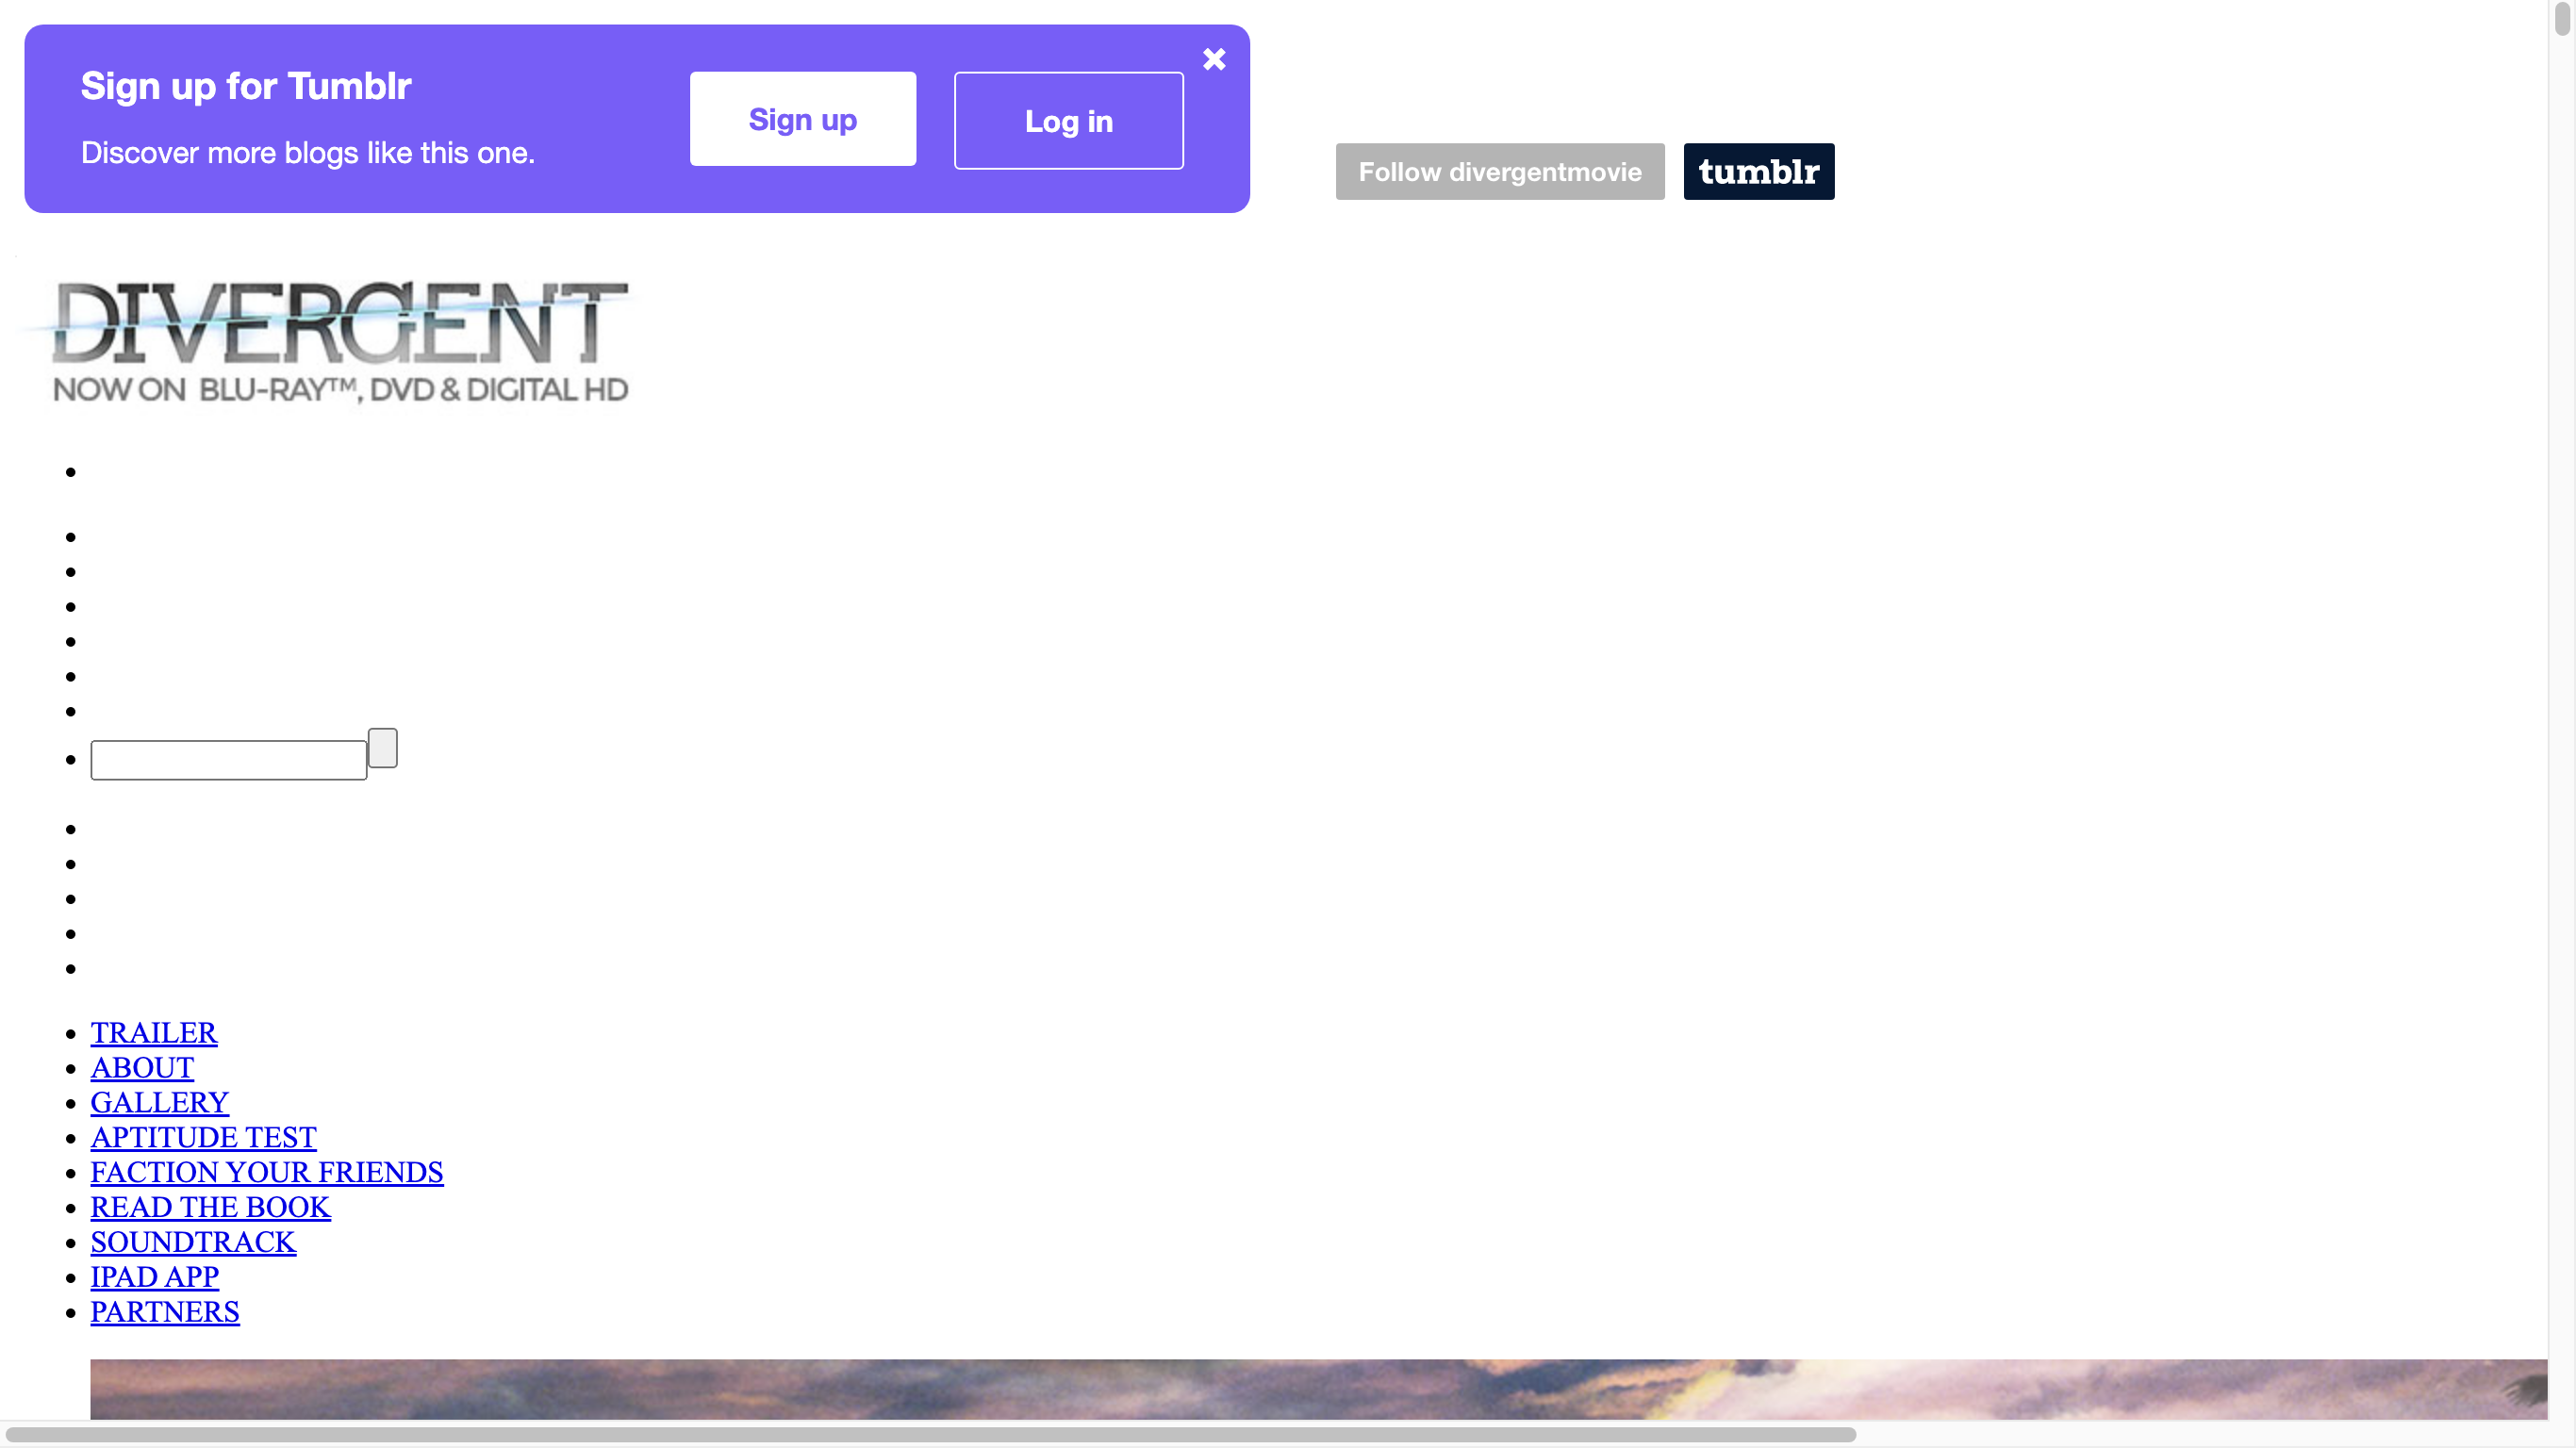 Sign up for Tumblr
Discover more blogs like this one.
Sign up
Log in
Follow divergentmovie
tumblr
DIVERGENT
NOW ON BLU-RAY™, DVD & DIGITAL HD
TRAILER
ABOUT
GALLERY
APTITUDE TEST
FACTION YOUR FRIENDS
READ THE BOOK
SOUNDTRACK
IPAD APP
PARTNERS